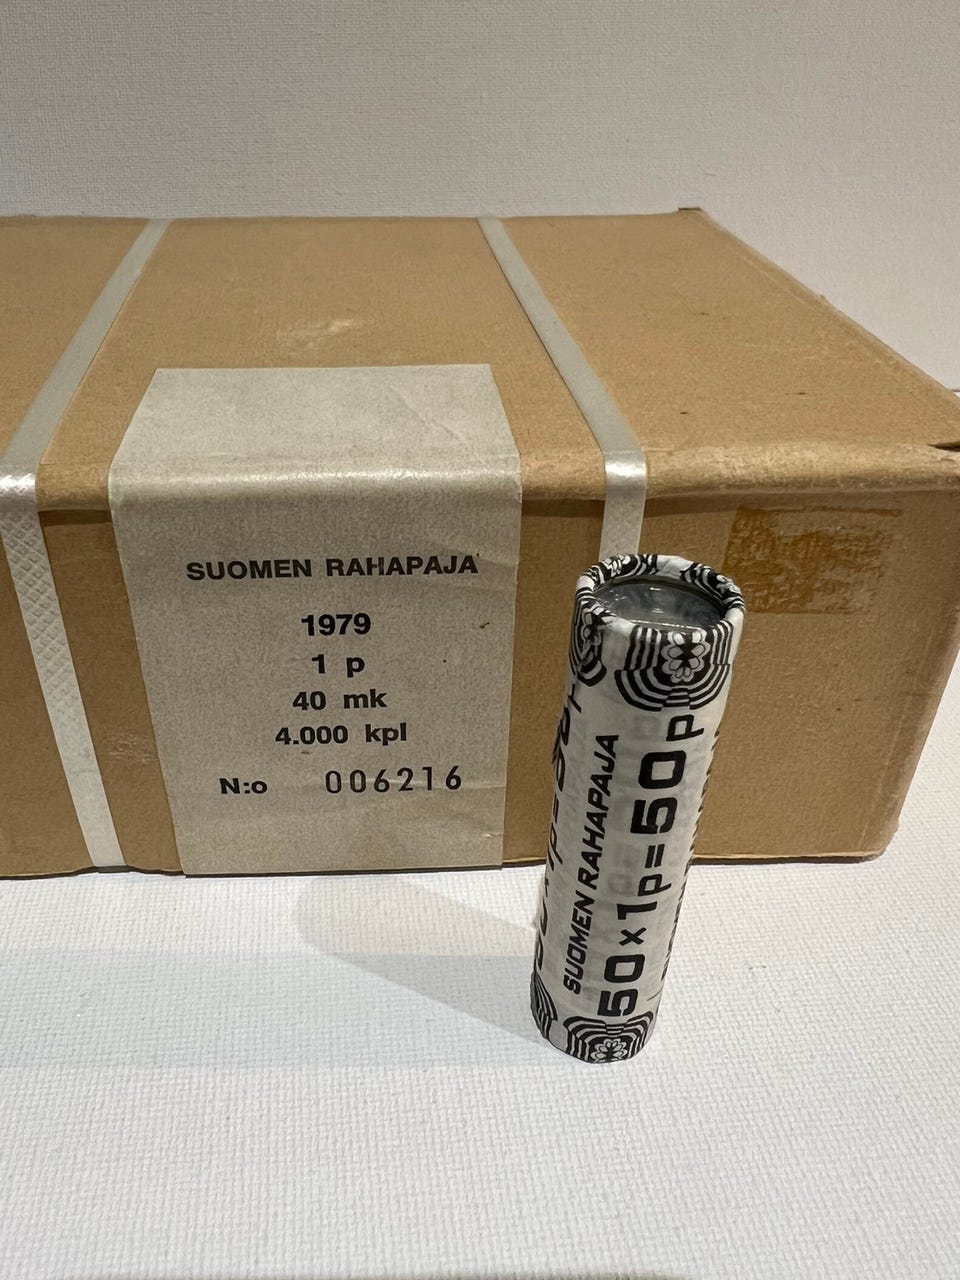 SUOMEN RAHAPAJA
1979
1 p
40 mk
4.000 kpl
N:o 006216
SUOMEN RAHAPAJA
50 x 1p = 50p